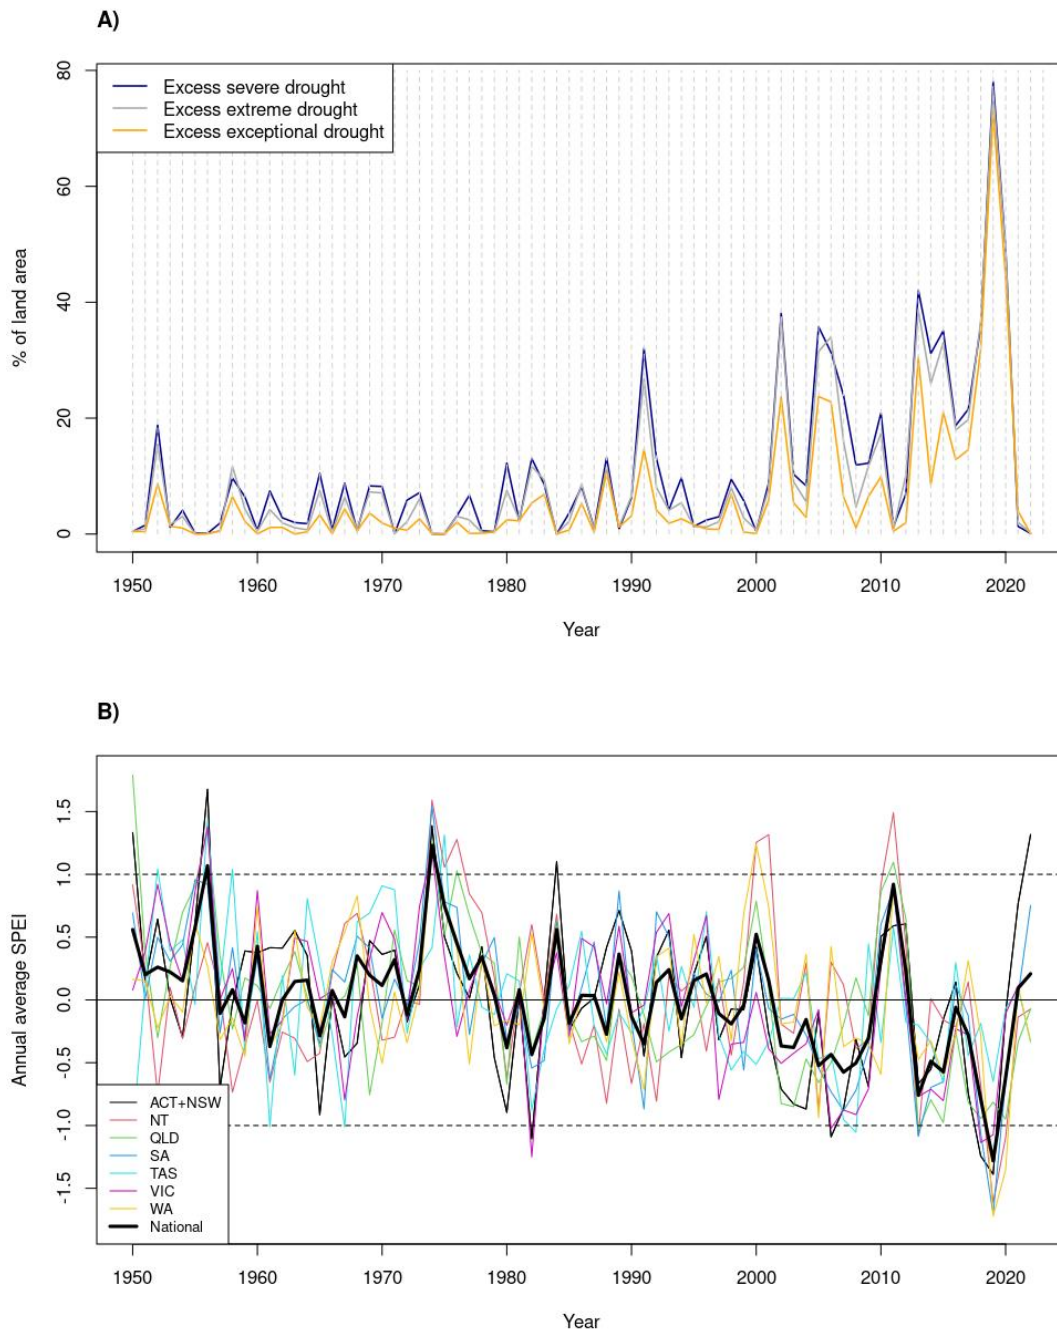 A)
80
60
40
20
0
% of land area
Excess severe drought
Excess extreme drought
Excess exceptional drought
1950 1960 1970 1980 1990 2000 2010 2020
Year
B)
1.5
1.0
0.5
0.0
-0.5
-1.0
-1.5
Annual average SPEI
ACT+NSW
NT
QLD
SA
TAS
VIC
WA
National
1950 1960 1970 1980 1990 2000 2010 2020
Year